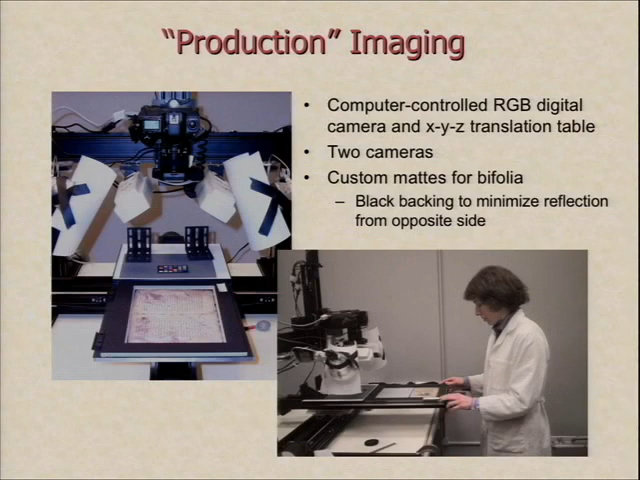 “Production” Imaging
• Computer-controlled RGB digital
camera and x-y-z translation table
• Two cameras
• Custom mattes for bifolia
– Black backing to minimize reflection
from opposite side